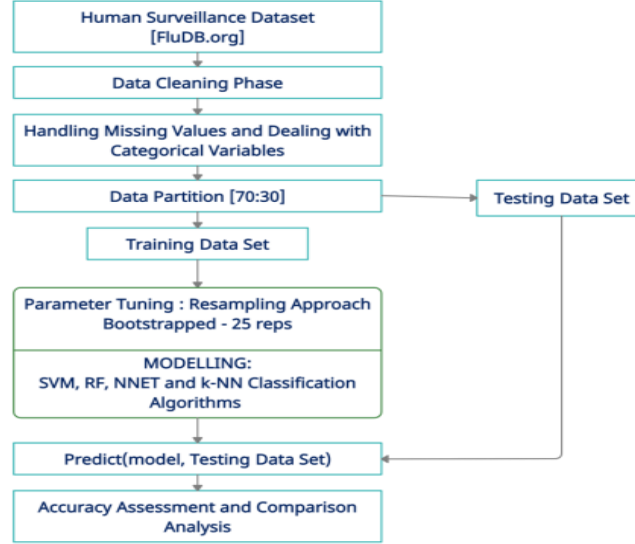 Human Surveillance Dataset
[FluDB.org]
Data Cleaning Phase
Handling Missing Values and Dealing with
Categorical Variables
Data Partition [70:30]
Testing Data Set
Training Data Set
Parameter Tuning : Resampling Approach
Bootstrapped - 25 reps
MODELLING:
SVM, RF, NNET and k-NN Classification
Algorithms
Predict(model, Testing Data Set)
Accuracy Assessment and Comparison
Analysis